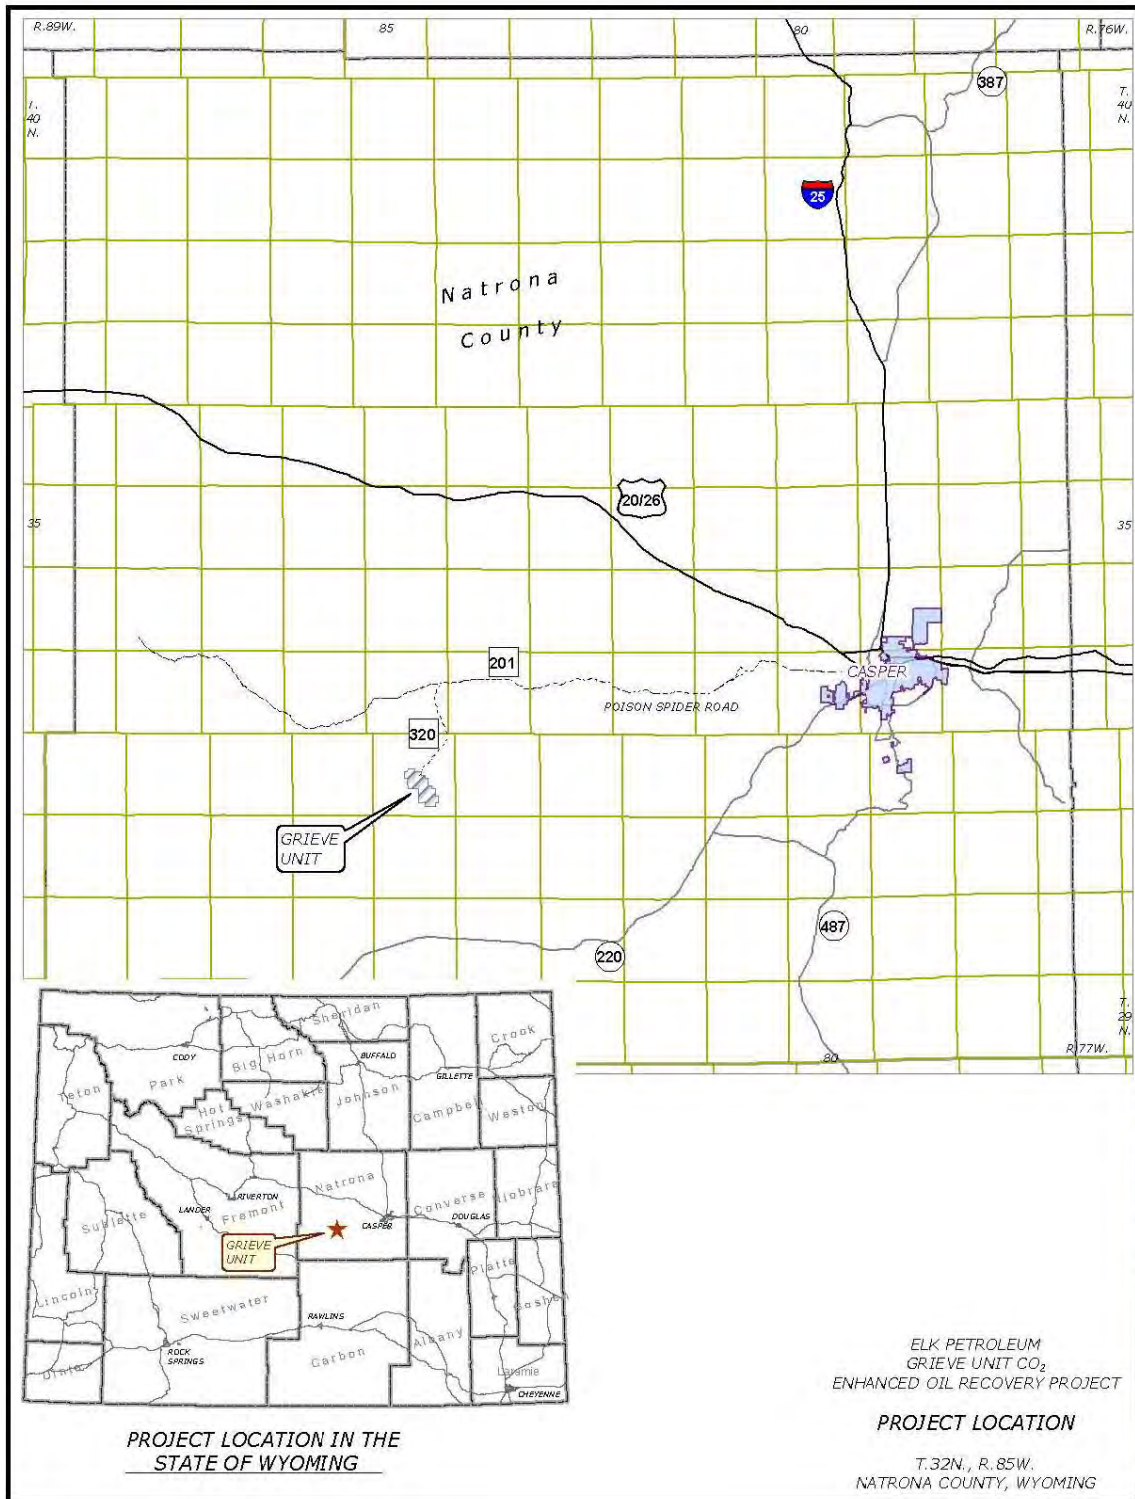 R.89W.
85
80
R.76W.
387
T.
40
N.
T.
40
N.
25
Natrona
County
20/26
35
35
201
CASPER
POISON SPIDER ROAD
320
GRIEVE
UNIT
487
220
T.
29
N.
R.77W.
80
Sheridan
Crook
CODY
Big Horn
BUFFALO
GILLETTE
Park
Teton
Hot
Springs
Washakie
Johnson
Campbell
Weston
Natrona
RIVERTON
Converse
Niobrara
LANDER
Fremont
Sublette
CASPER
DOUGLAS
GRIEVE
UNIT
Platte
Lincoln
Goshen
Sweetwater
RAWLINS
Albany
ROCK
SPRINGS
Carbon
Uinta
Laramie
CHEYENNE
PROJECT LOCATION IN THE
STATE OF WYOMING
ELK PETROLEUM
GRIEVE UNIT CO₂
ENHANCED OIL RECOVERY PROJECT
PROJECT LOCATION
T.32N., R.85W.
NATRONA COUNTY, WYOMING